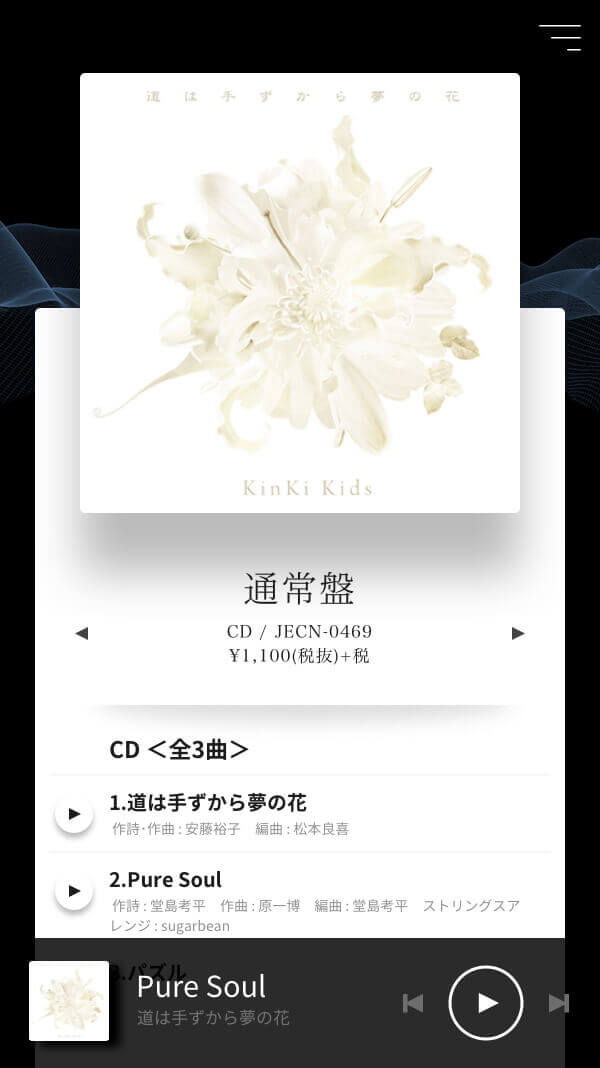 道は手ずから夢の花
KinKi Kids
通常盤
CD / JECN-0469
¥1,100(税抜)+税
CD ＜全3曲＞
1.道は手ずから夢の花
作詩･作曲 : 安藤裕子　編曲 : 松本良喜
2.Pure Soul
作詩 : 堂島孝平　作曲 : 原一博　編曲 : 堂島孝平　ストリングスア
レンジ : sugarbean
3.パズル
Pure Soul
道は手ずから夢の花